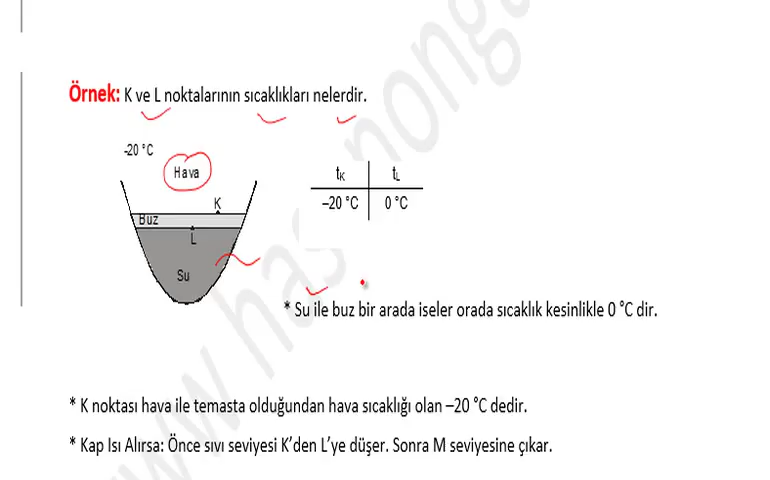 Örnek: K ve L noktalarının sıcaklıkları nelerdir.
-20 °C
Hava
K
Buz
L
Su
tK tL
–20 °C 0 °C
* Su ile buz bir arada iseler orada sıcaklık kesinlikle 0 °C dir.
* K noktası hava ile temasta olduğundan hava sıcaklığı olan –20 °C dedir.
* Kap Isı Alırsa: Önce sıvı seviyesi K’den L’ye düşer. Sonra M seviyesine çıkar.